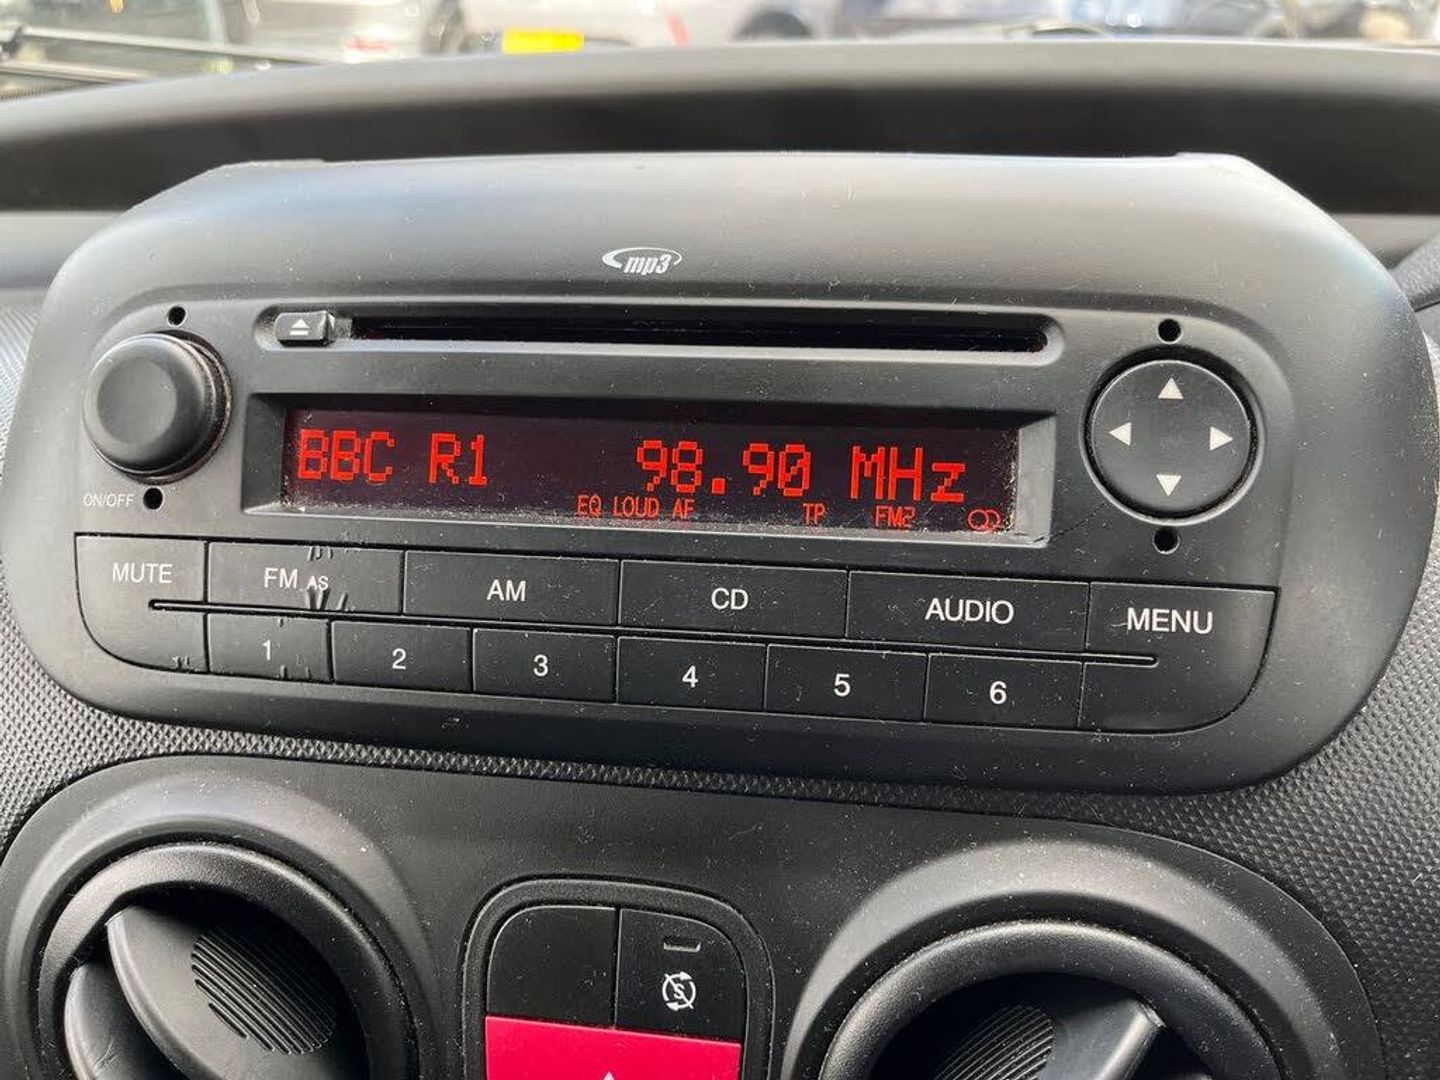 mp3
BBC R1 98.90 MHz
EQ LOUD AF TP FM2
ON/OFF
MUTE FM AS AM CD AUDIO MENU
1 2 3 4 5 6
S